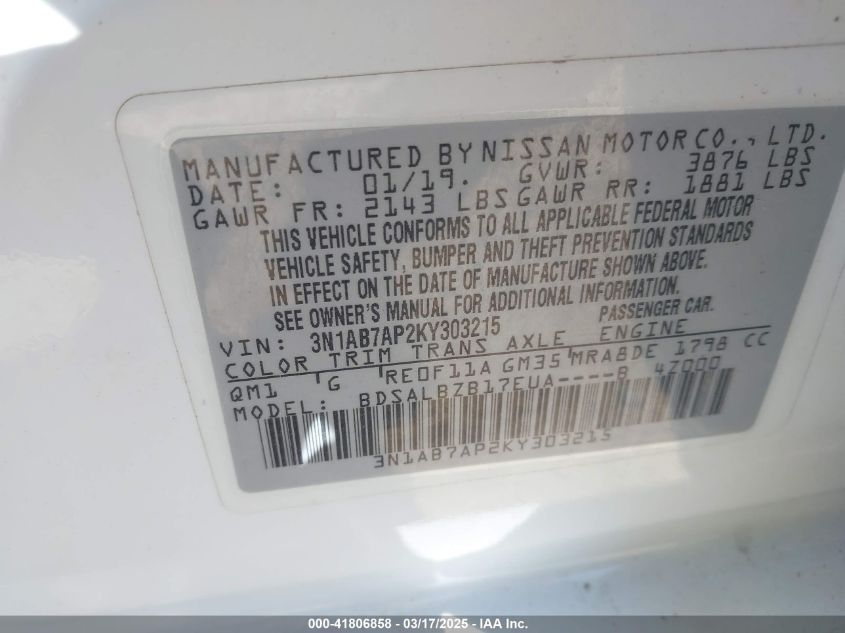 MANUFACTURED BY NISSAN MOTOR CO., LTD.
DATE: 01/19. GVWR: 3876 LBS
GAWR FR: 2143 LBS GAWR RR: 1881 LBS
THIS VEHICLE CONFORMS TO ALL APPLICABLE FEDERAL MOTOR
VEHICLE SAFETY, BUMPER AND THEFT PREVENTION STANDARDS
IN EFFECT ON THE DATE OF MANUFACTURE SHOWN ABOVE.
SEE OWNER'S MANUAL FOR ADDITIONAL INFORMATION.
VIN: 3N1AB7AP2KY303215 PASSENGER CAR.
COLOR TRIM TRANS AXLE ENGINE
QM1 G RE0F11A GM35 MRA8DE 1798 CC
MODEL: BDSALBZB17EUA----B 4Z000
3N1AB7AP2KY303215
000-41806858 - 03/17/2025 - IAA Inc.